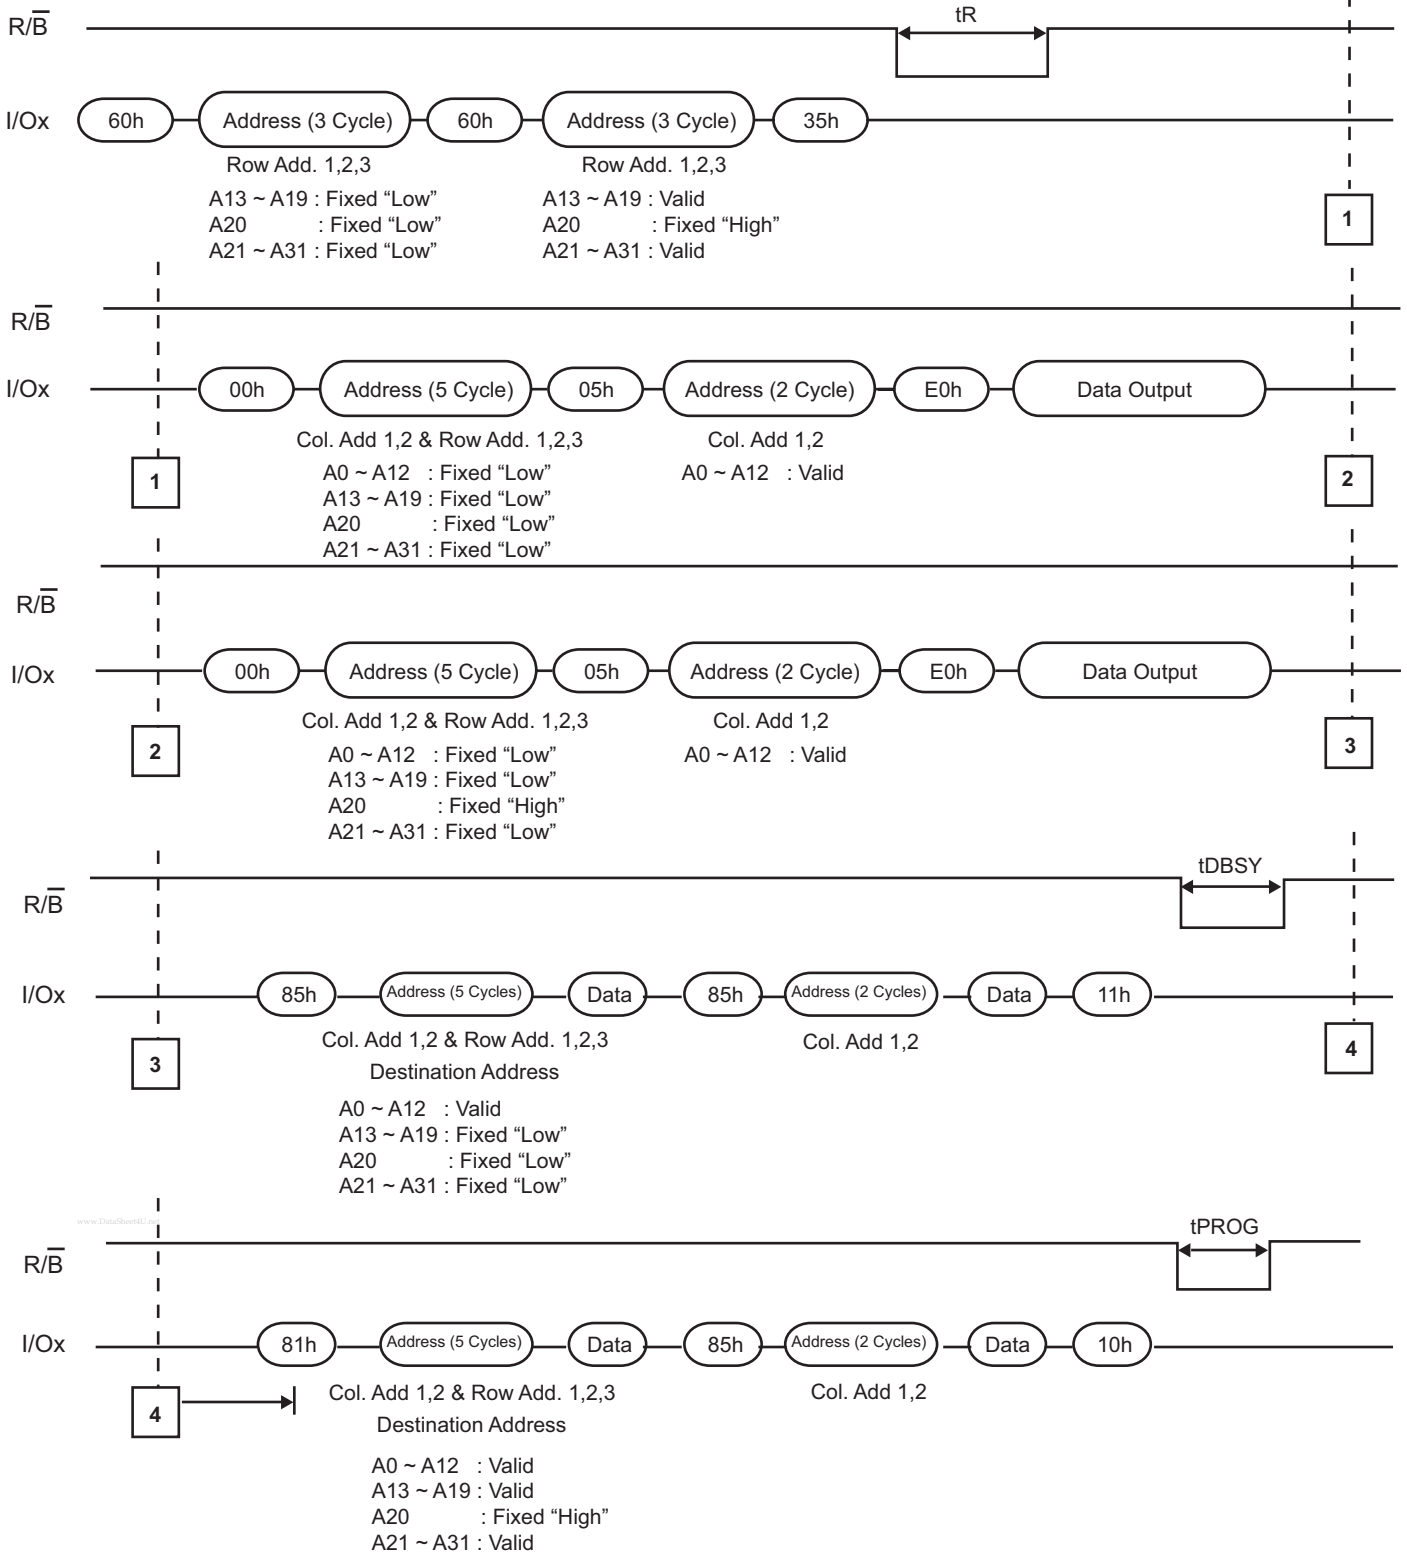 tR
R/B
I/Ox 60h Address (3 Cycle) 60h Address (3 Cycle) 35h
Row Add. 1,2,3 Row Add. 1,2,3
A13 ~ A19 : Fixed “Low” A13 ~ A19 : Valid
A20 : Fixed “Low” A20 : Fixed “High” 1
A21 ~ A31 : Fixed “Low” A21 ~ A31 : Valid
R/B
I/Ox 00h Address (5 Cycle) 05h Address (2 Cycle) E0h Data Output
Col. Add 1,2 & Row Add. 1,2,3 Col. Add 1,2
1 A0 ~ A12 : Fixed “Low” A0 ~ A12 : Valid 2
A13 ~ A19 : Fixed “Low”
A20 : Fixed “Low”
A21 ~ A31 : Fixed “Low”
R/B
I/Ox 00h Address (5 Cycle) 05h Address (2 Cycle) E0h Data Output
Col. Add 1,2 & Row Add. 1,2,3 Col. Add 1,2
2 A0 ~ A12 : Fixed “Low” A0 ~ A12 : Valid 3
A13 ~ A19 : Fixed “Low”
A20 : Fixed “High”
A21 ~ A31 : Fixed “Low”
tDBSY
R/B
I/Ox 85h Address (5 Cycles) Data 85h Address (2 Cycles) Data 11h
Col. Add 1,2 & Row Add. 1,2,3 Col. Add 1,2 4
3 Destination Address
A0 ~ A12 : Valid
A13 ~ A19 : Fixed “Low”
A20 : Fixed “Low”
A21 ~ A31 : Fixed “Low”
www.DataSheet4U.net
tPROG
R/B
I/Ox 81h Address (5 Cycles) Data 85h Address (2 Cycles) Data 10h
Col. Add 1,2 & Row Add. 1,2,3 Col. Add 1,2
4 Destination Address
A0 ~ A12 : Valid
A13 ~ A19 : Valid
A20 : Fixed “High”
A21 ~ A31 : Valid